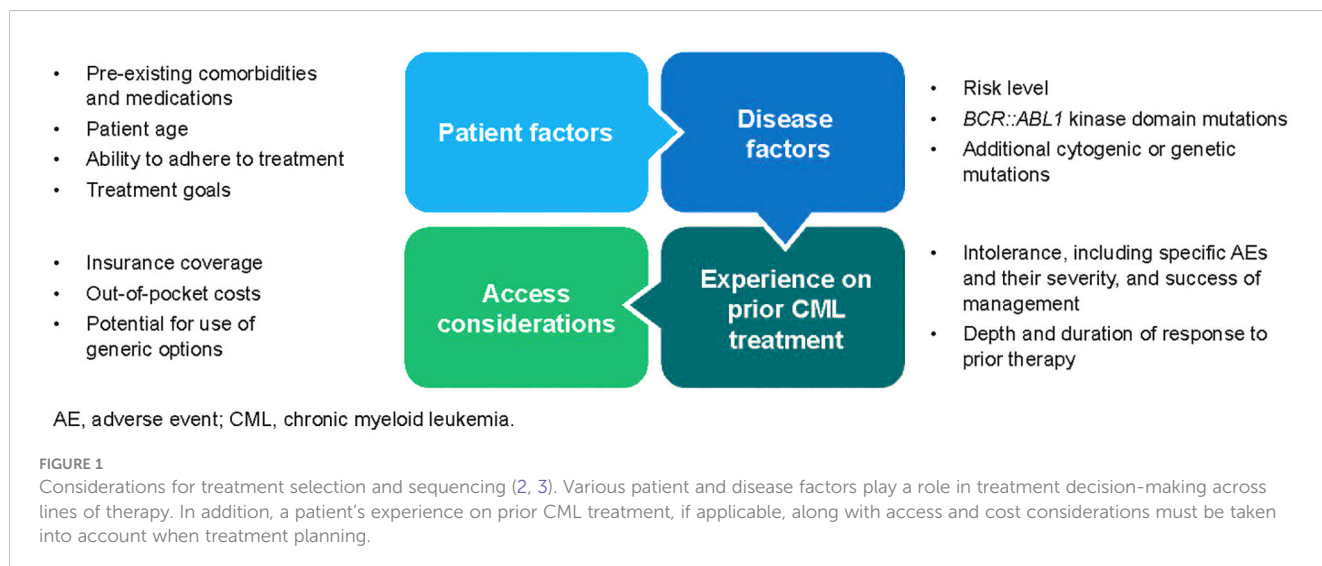 • Pre-existing comorbidities
and medications
• Patient age
• Ability to adhere to treatment
• Treatment goals
Patient factors
Disease
factors
• Risk level
• BCR::ABL1 kinase domain mutations
• Additional cytogenic or genetic
mutations
• Insurance coverage
• Out-of-pocket costs
• Potential for use of
generic options
Access
considerations
Experience on
prior CML
treatment
• Intolerance, including specific AEs
and their severity, and success of
management
• Depth and duration of response to
prior therapy
AE, adverse event; CML, chronic myeloid leukemia.
FIGURE 1
Considerations for treatment selection and sequencing (2, 3). Various patient and disease factors play a role in treatment decision-making across
lines of therapy. In addition, a patient’s experience on prior CML treatment, if applicable, along with access and cost considerations must be taken
into account when treatment planning.